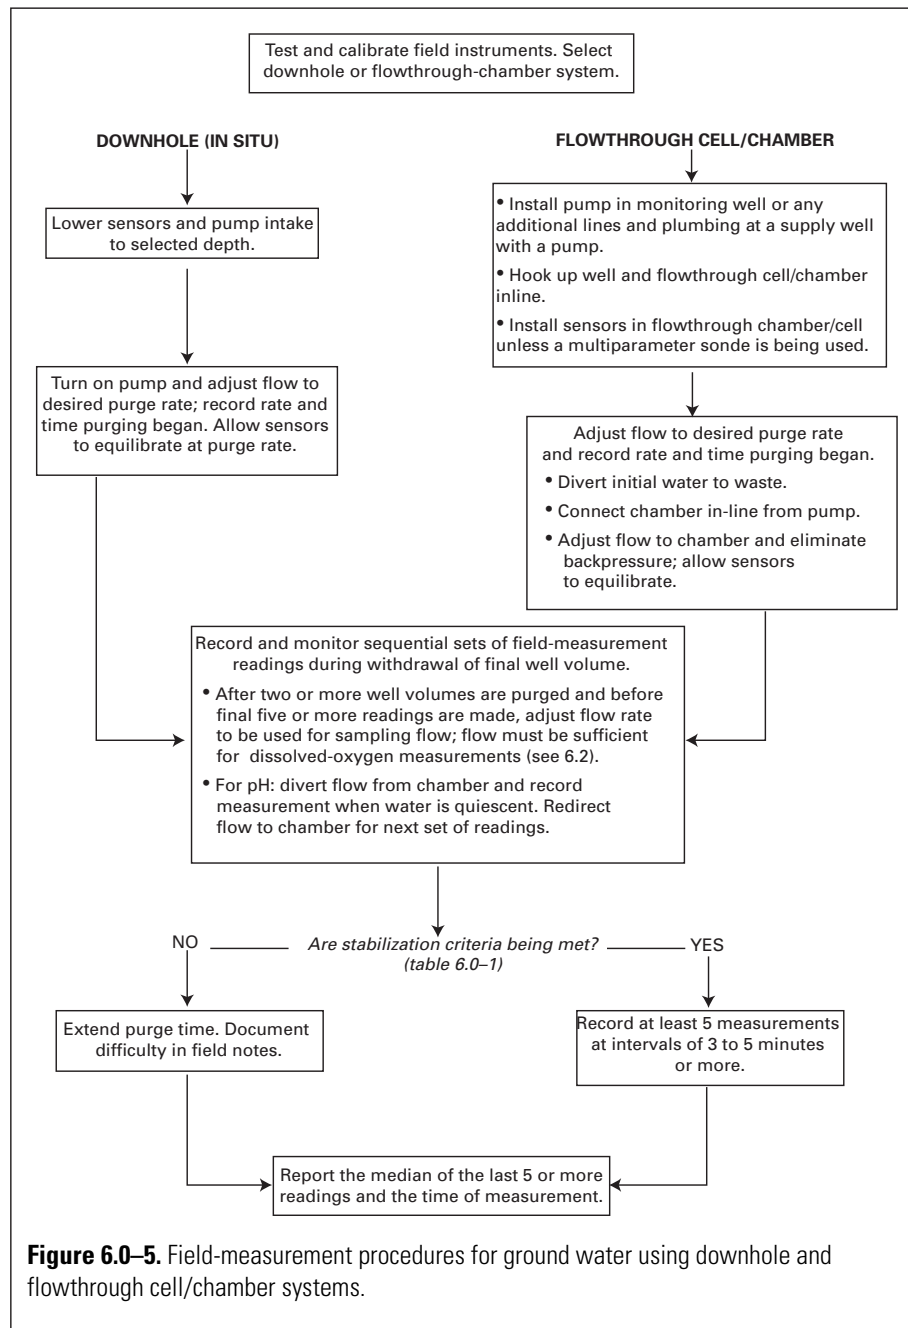 Test and calibrate field instruments. Select
downhole or flowthrough-chamber system.
DOWNHOLE (IN SITU)
Lower sensors and pump intake
to selected depth.
Turn on pump and adjust flow to
desired purge rate; record rate and
time purging began. Allow sensors
to equilibrate at purge rate.
FLOWTHROUGH CELL/CHAMBER
• Install pump in monitoring well or any
additional lines and plumbing at a supply well
with a pump.
• Hook up well and flowthrough cell/chamber
inline.
• Install sensors in flowthrough chamber/cell
unless a multiparameter sonde is being used.
Adjust flow to desired purge rate
and record rate and time purging began.
• Divert initial water to waste.
• Connect chamber in-line from pump.
• Adjust flow to chamber and eliminate
backpressure; allow sensors
to equilibrate.
Record and monitor sequential sets of field-measurement
readings during withdrawal of final well volume.
• After two or more well volumes are purged and before
final five or more readings are made, adjust flow rate
to be used for sampling flow; flow must be sufficient
for dissolved-oxygen measurements (see 6.2).
• For pH: divert flow from chamber and record
measurement when water is quiescent. Redirect
flow to chamber for next set of readings.
NO
Are stabilization criteria being met?
(table 6.0–1)
YES
Extend purge time. Document
difficulty in field notes.
Record at least 5 measurements
at intervals of 3 to 5 minutes
or more.
Report the median of the last 5 or more
readings and the time of measurement.
Figure 6.0–5. Field-measurement procedures for ground water using downhole and
flowthrough cell/chamber systems.